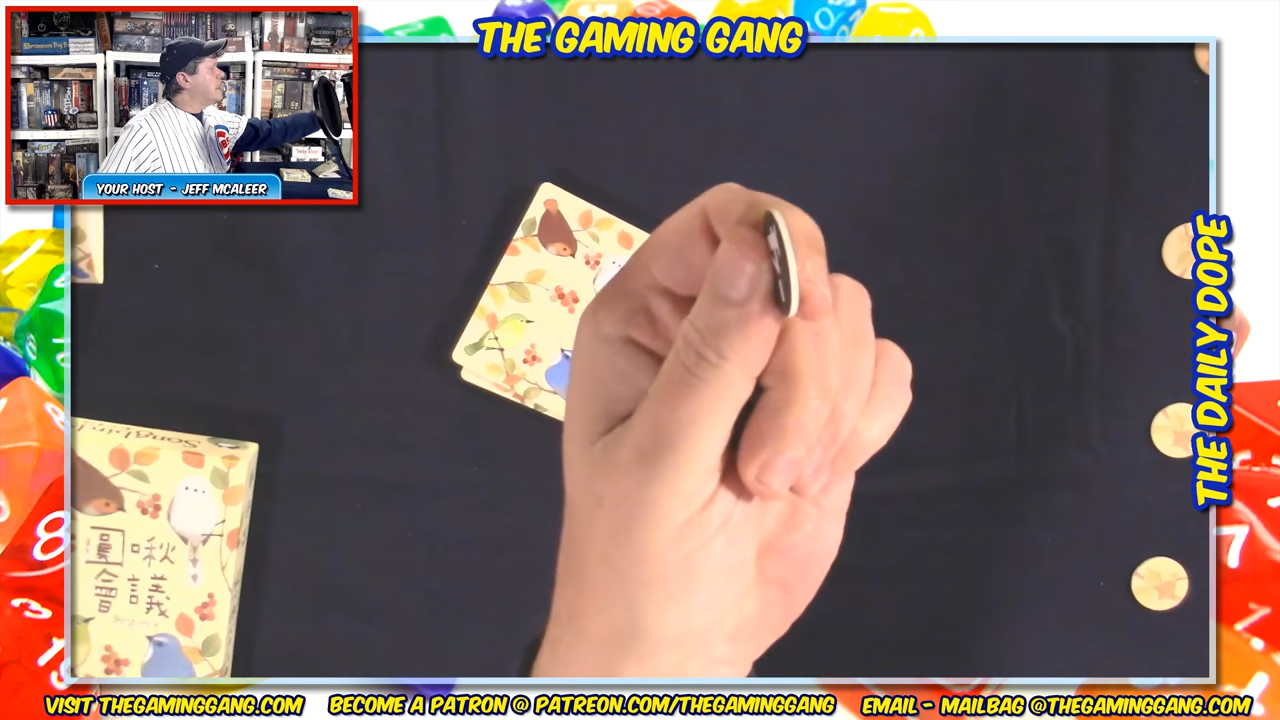 THE GAMING GANG
YOUR HOST - JEFF MCALEER
THE DAILY DOPE
Songbirds
圓啾
會議
VISIT THEGAMINGGANG.COM
BECOME A PATRON @ PATREON.COM/THEGAMINGGANG
EMAIL - MAILBAG @THEGAMINGGANG.COM